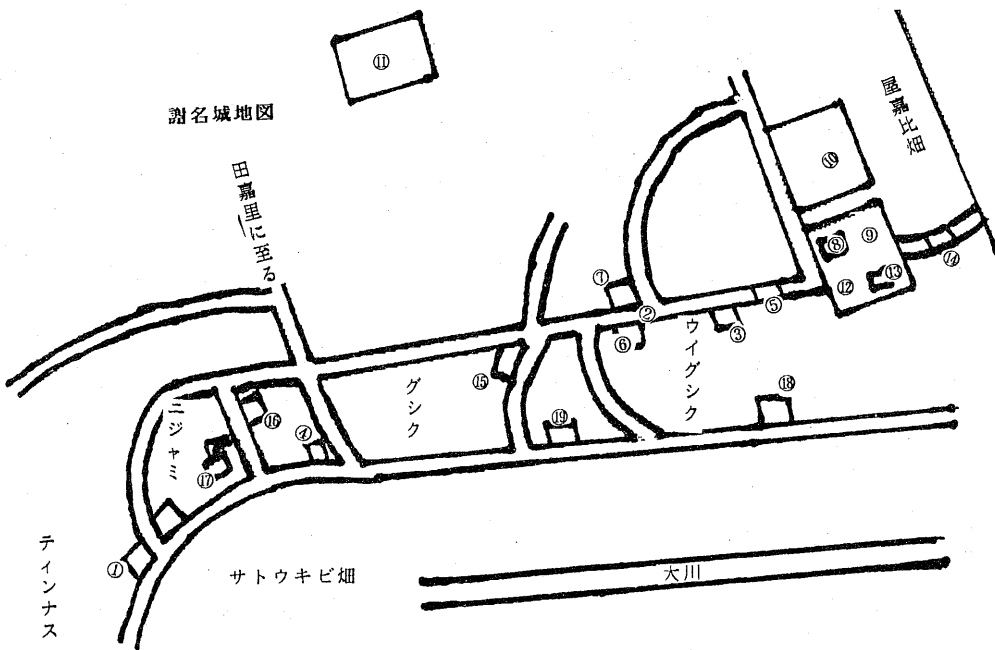 ⑪
謝名城地図
屋嘉比畑
田嘉里に至る
⑩
⑧
⑨
⑬
⑭
⑫
⑦
②
⑤
⑥
③
ウイグシク
⑮
グシク
⑱
⑲
ニジャミ
⑯
④
⑰
①
ティンナス
サトウキビ畑
大川